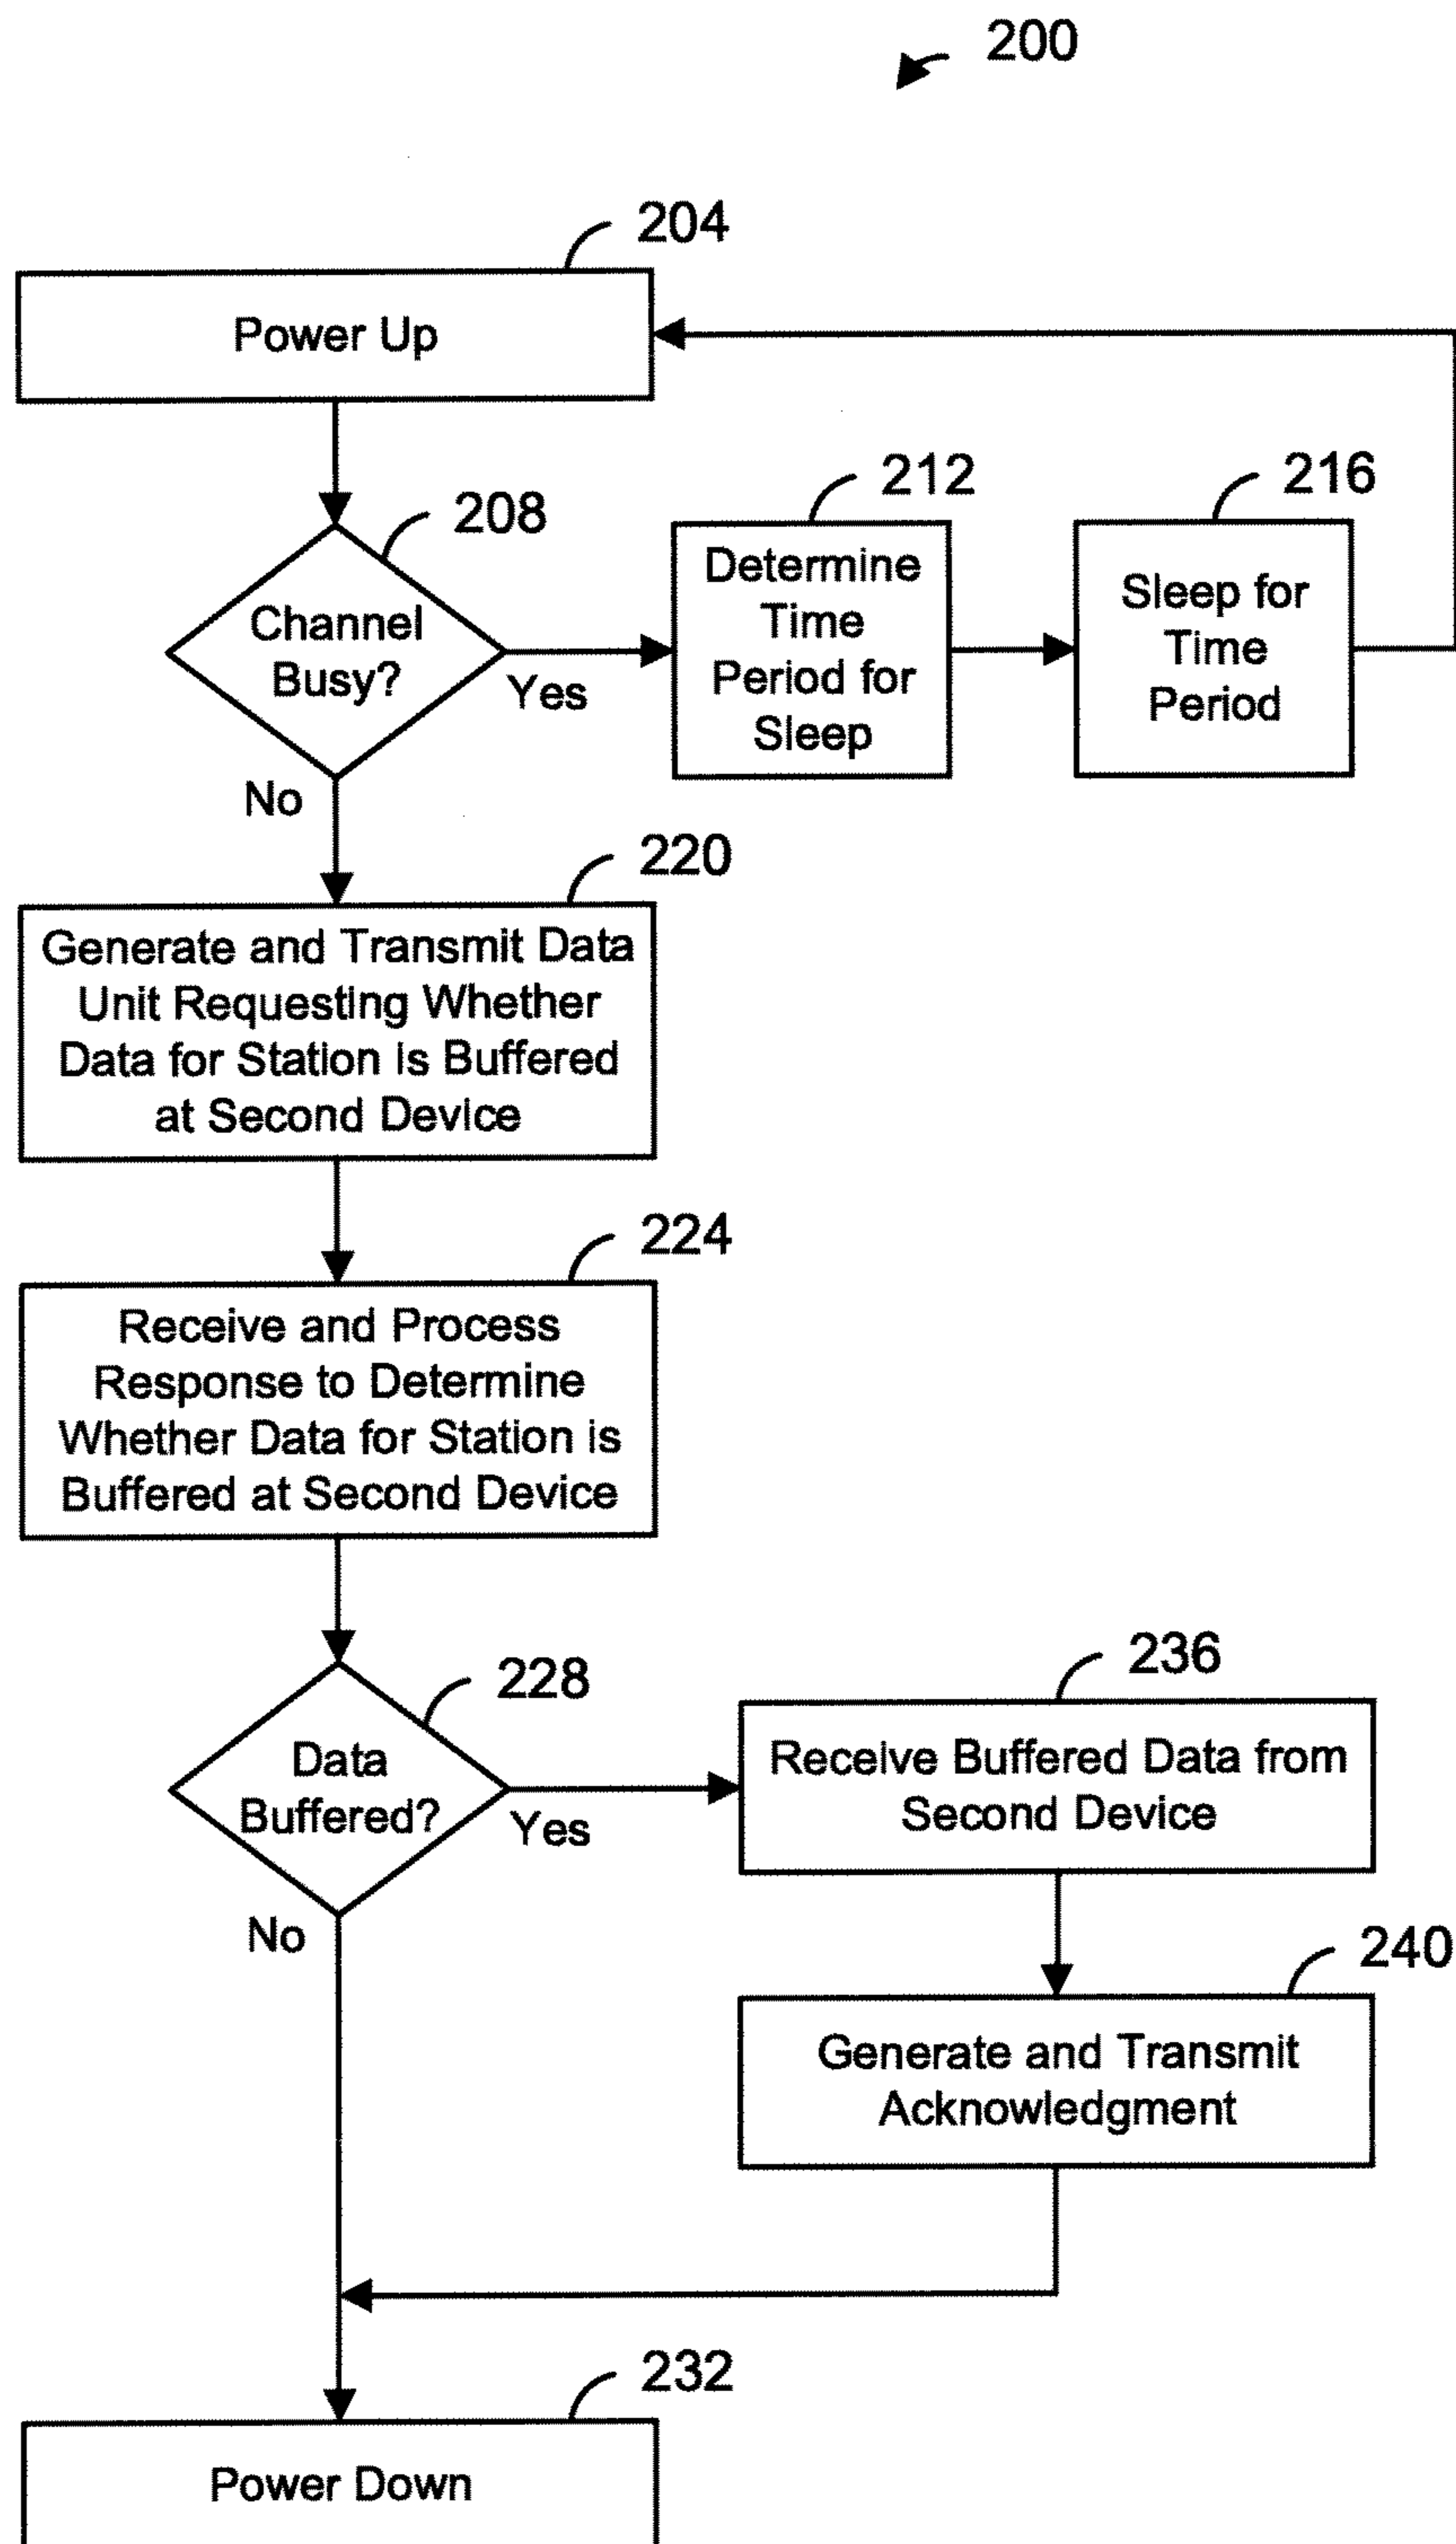 200
204
Power Up
208
Channel
Busy?
Yes
No
212
Determine
Time
Period for
Sleep
216
Sleep for
Time
Period
220
Generate and Transmit Data
Unit Requesting Whether
Data for Station is Buffered
at Second Device
224
Receive and Process
Response to Determine
Whether Data for Station is
Buffered at Second Device
228
Data
Buffered?
Yes
No
236
Receive Buffered Data from
Second Device
240
Generate and Transmit
Acknowledgment
232
Power Down